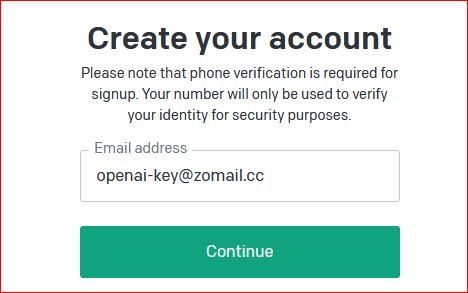 Create your account
Please note that phone verification is required for
signup. Your number will only be used to verify
your identity for security purposes.
Email address
openai-key@zomail.cc
Continue